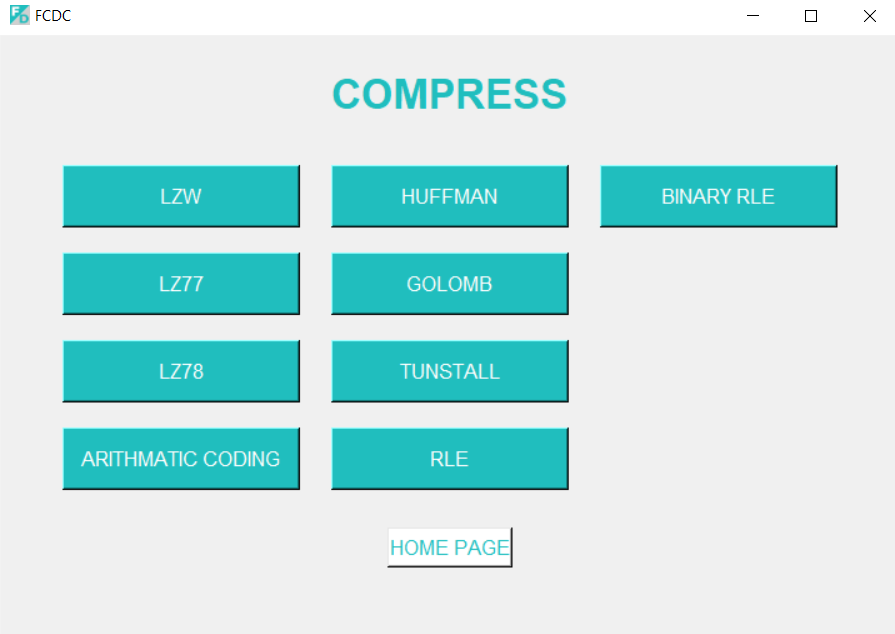 FCDC
COMPRESS
LZW
HUFFMAN
BINARY RLE
LZ77
GOLOMB
LZ78
TUNSTALL
ARITHMATIC CODING
RLE
HOME PAGE